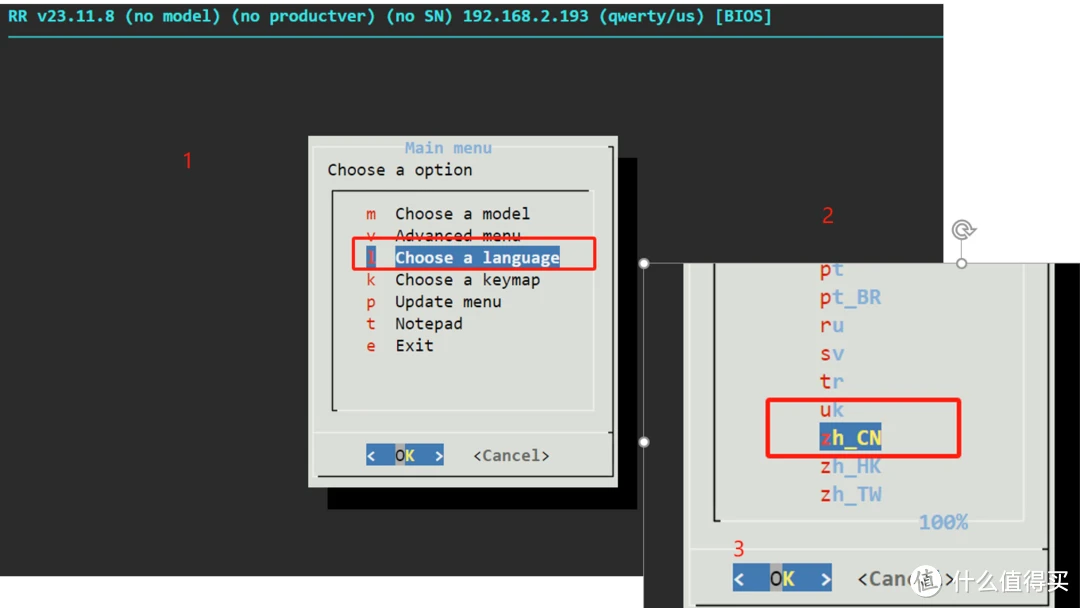 RR v23.11.8 (no model) (no productver) (no SN) 192.168.2.193 (qwerty/us) [BIOS]
1
Main menu
Choose a option
m Choose a model
v Advanced menu
l Choose a language
k Choose a keymap
p Update menu
t Notepad
e Exit
< OK > <Cancel>
2
pt
pt_BR
ru
sv
tr
uk
zh_CN
zh_HK
zh_TW
100%
3
< OK > <Can
值 什么值得买